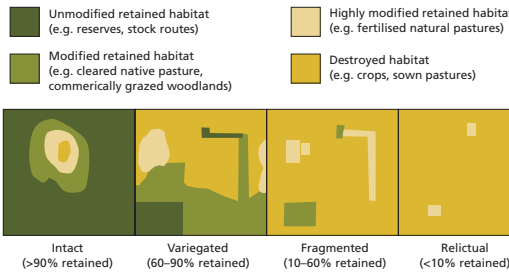 Unmodified retained habitat
(e.g. reserves, stock routes)
Modified retained habitat
(e.g. cleared native pasture,
commerically grazed woodlands)
Highly modified retained habitat
(e.g. fertilised natural pastures)
Destroyed habitat
(e.g. crops, sown pastures)
Intact
(>90% retained)
Variegated
(60–90% retained)
Fragmented
(10–60% retained)
Relictual
(<10% retained)